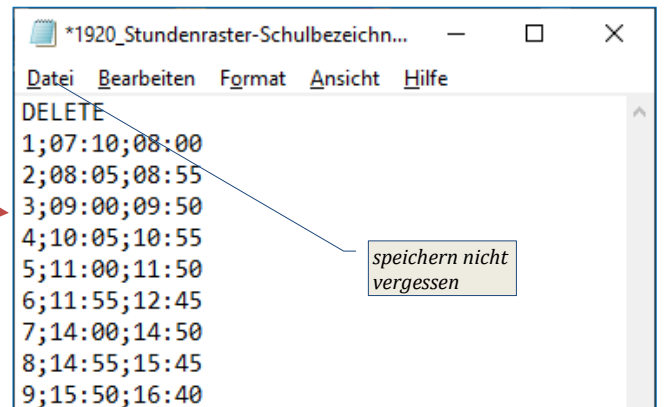 *1920_Stundenraster-Schulbezeichn...
Datei Bearbeiten Format Ansicht Hilfe
DELETE
1;07:10;08:00
2;08:05;08:55
3;09:00;09:50
4;10:05;10:55
5;11:00;11:50
6;11:55;12:45
7;14:00;14:50
8;14:55;15:45
9;15:50;16:40
speichern nicht
vergessen